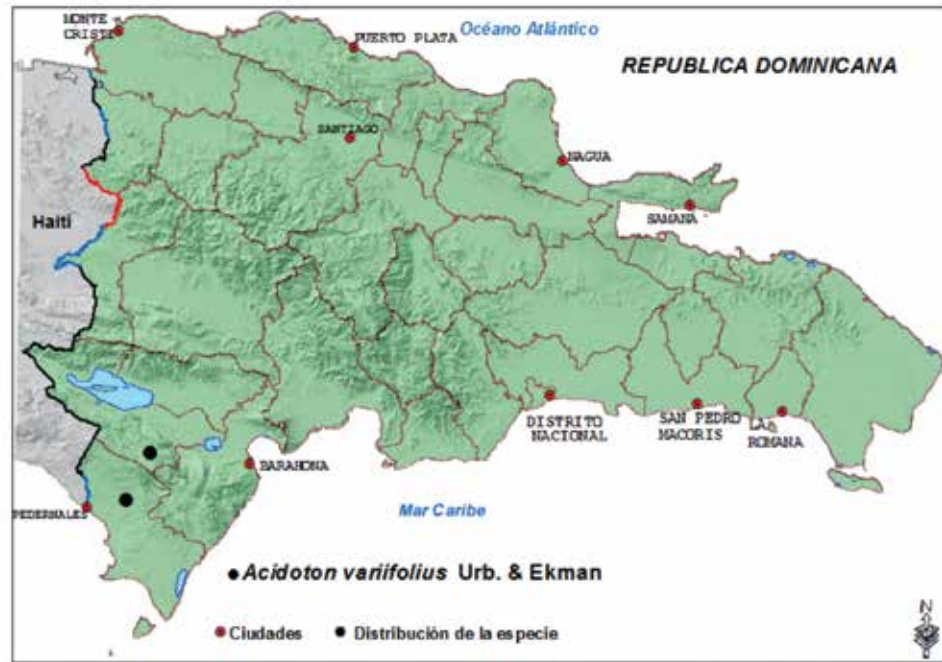 MONTE
CRISTI
PUERTO PLATA
Océano Atlántico
REPUBLICA DOMINICANA
SANTIAGO
NAGUA
SAMANA
Haití
DISTRITO
NACIONAL
SAN PEDRO
MACORIS
LA
ROMANA
BARAHONA
PEDERNALES
Mar Caribe
Acidoton variifolius Urb. & Ekman
Ciudades
Distribución de la especie
N